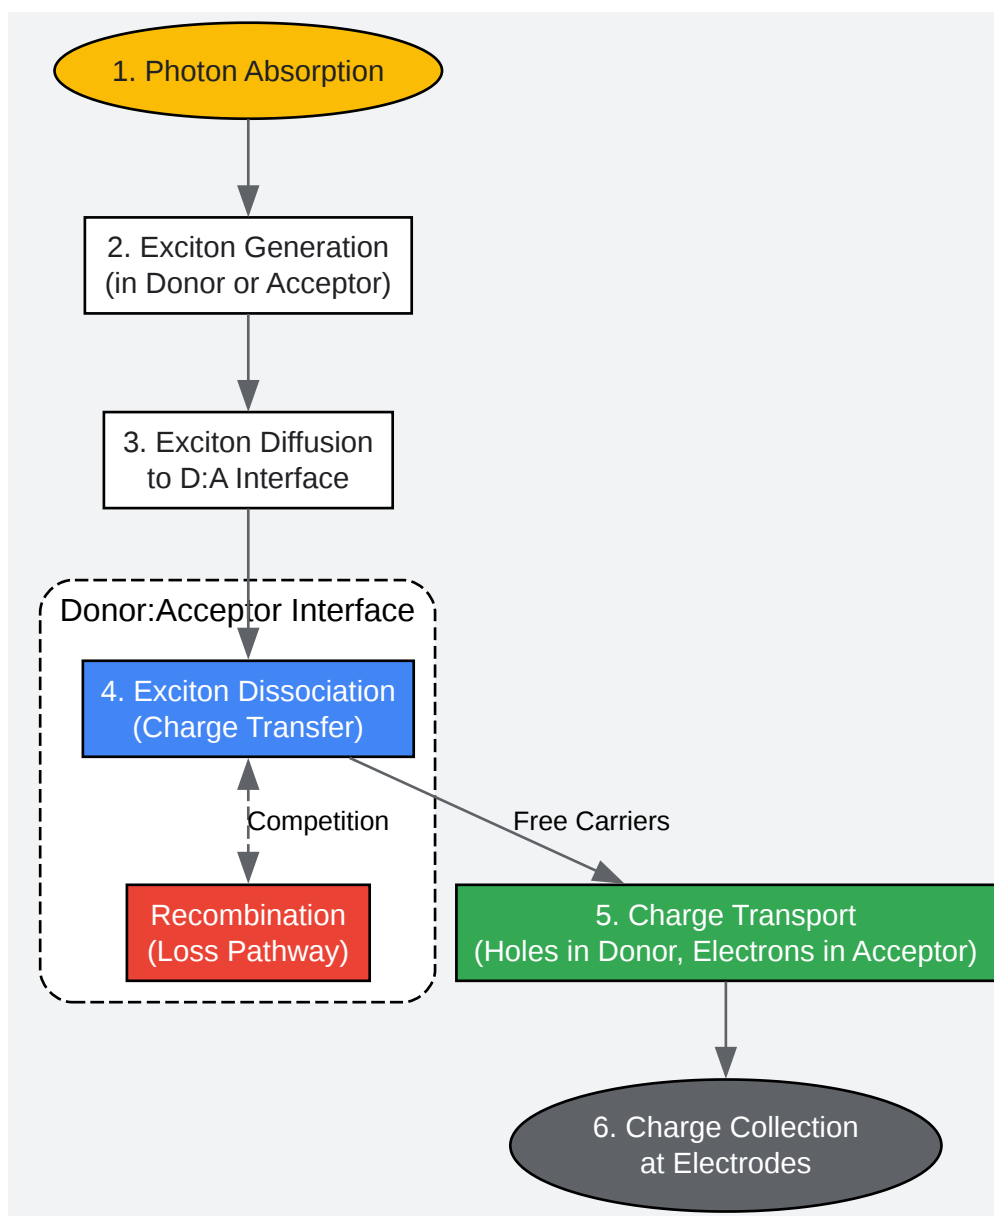 1. Photon Absorption
2. Exciton Generation
(in Donor or Acceptor)
3. Exciton Diffusion
to D:A Interface
Donor:Acceptor Interface
4. Exciton Dissociation
(Charge Transfer)
Competition
Free Carriers
Recombination
(Loss Pathway)
5. Charge Transport
(Holes in Donor, Electrons in Acceptor)
6. Charge Collection
at Electrodes